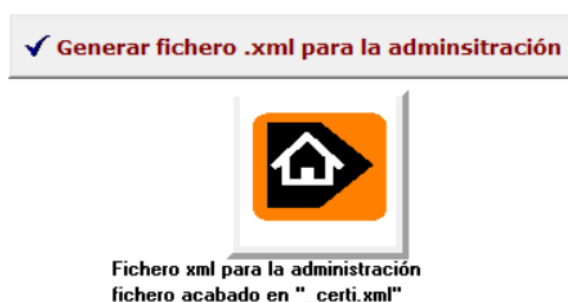 Generar fichero .xml para la adminsitración
Fichero xml para la administración
fichero acabado en "_certi.xml"